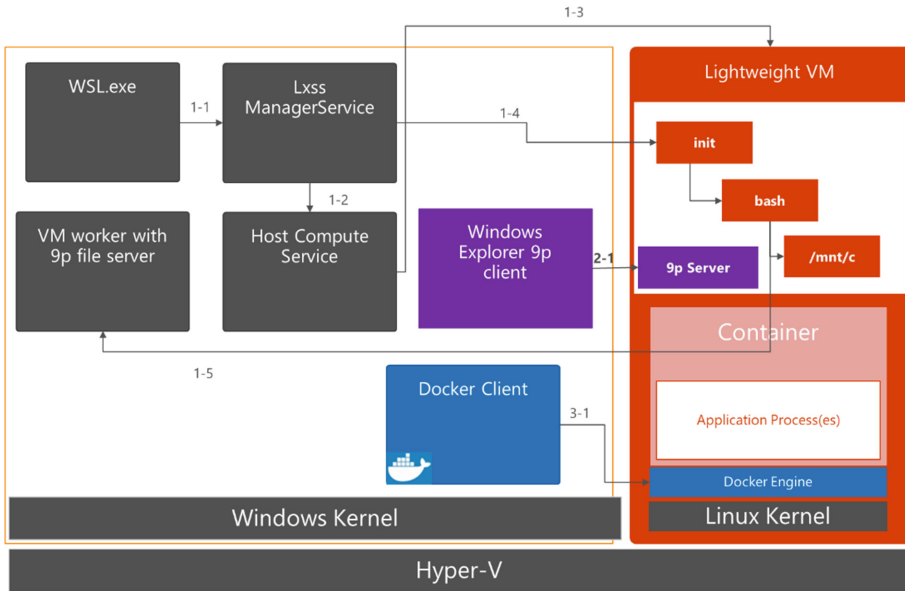 1-3
WSL.exe
1-1
Lxss
ManagerService
1-4
Lightweight VM
init
1-2
bash
VM worker with
9p file server
Host Compute
Service
Windows
Explorer 9p
client
2-1
9p Server
/mnt/c
Container
1-5
Docker Client
3-1
Application Process(es)
Docker Engine
Windows Kernel
Linux Kernel
Hyper-V